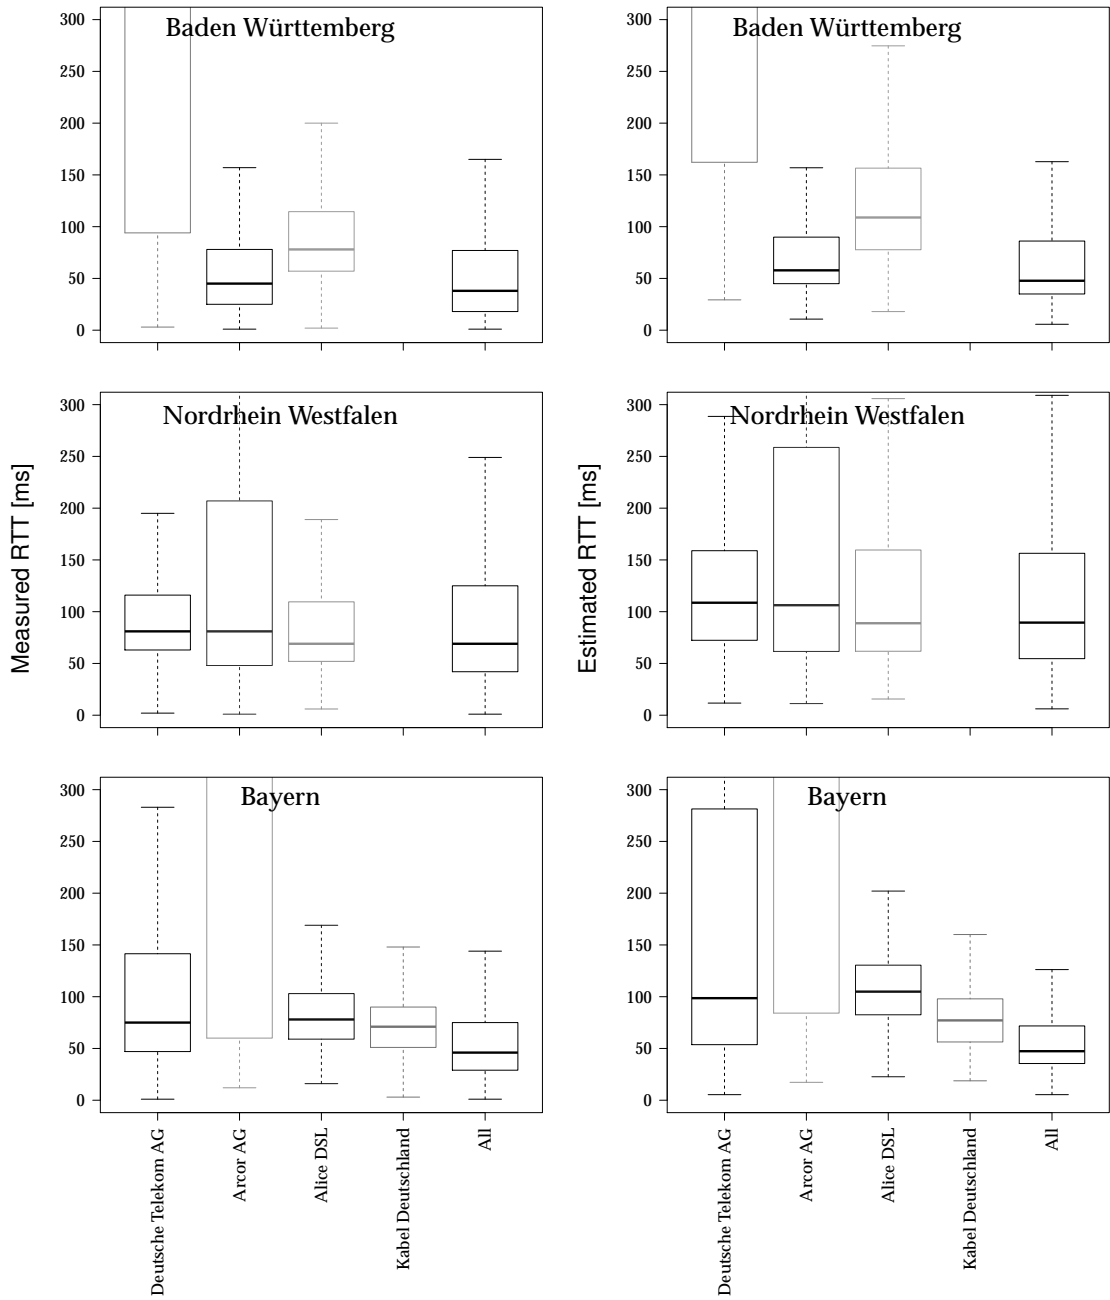 Baden Württemberg
300
250
200
150
100
50
0
Baden Württemberg
300
250
200
150
100
50
0
Measured RTT [ms]
Nordrhein Westfalen
300
250
200
150
100
50
0
Estimated RTT [ms]
Nordrhein Westfalen
300
250
200
150
100
50
0
Bayern
300
250
200
150
100
50
0
Deutsche Telekom AG
Arcor AG
Alice DSL
Kabel Deutschland
All
Bayern
300
250
200
150
100
50
0
Deutsche Telekom AG
Arcor AG
Alice DSL
Kabel Deutschland
All